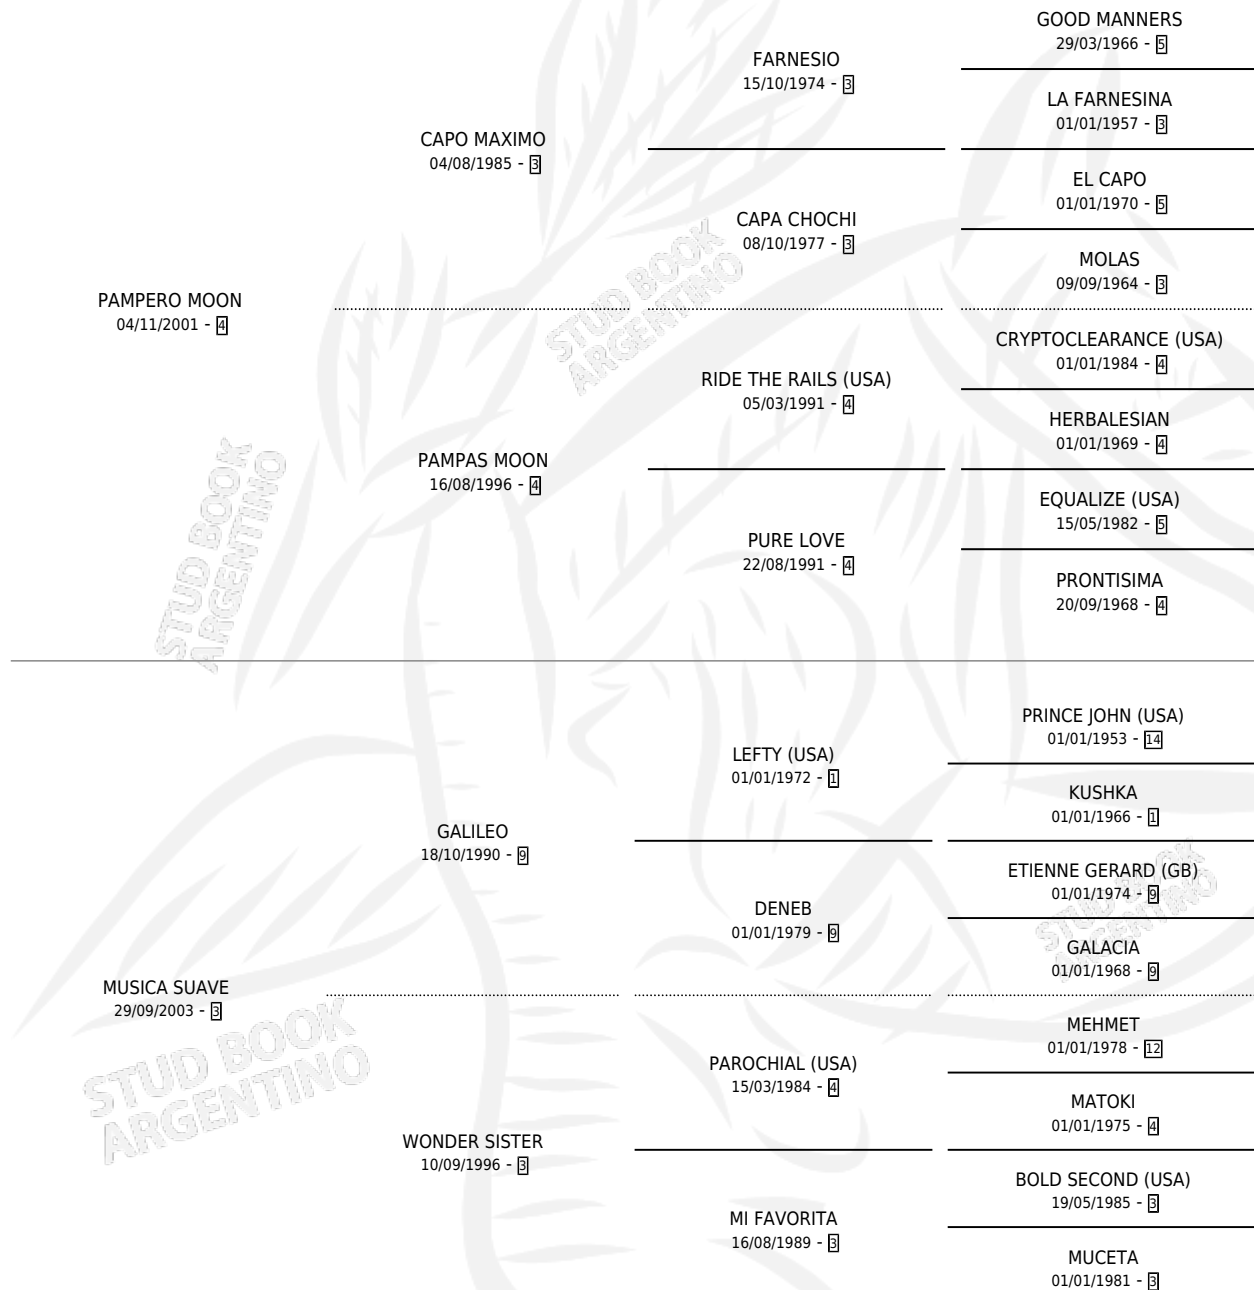 GOOD MANNERS
29/03/1966 - 5
FARNESIO
15/10/1974 - 3
LA FARNESINA
01/01/1957 - 3
CAPO MAXIMO
04/08/1985 - 3
EL CAPO
01/01/1970 - 5
CAPA CHOCHI
08/10/1977 - 3
MOLAS
09/09/1964 - 3
PAMPERO MOON
04/11/2001 - 4
STUD BOOK
ARGENTINO
CRYPTOCLEARANCE (USA)
01/01/1984 - 4
RIDE THE RAILS (USA)
05/03/1991 - 4
HERBALESIAN
01/01/1969 - 4
PAMPAS MOON
16/08/1996 - 4
EQUALIZE (USA)
15/05/1982 - 5
PURE LOVE
22/08/1991 - 4
PRONTISIMA
20/09/1968 - 4
STUD BOOK
ARGENTINO
PRINCE JOHN (USA)
01/01/1953 - 14
LEFTY (USA)
01/01/1972 - 1
KUSHKA
01/01/1966 - 1
GALILEO
18/10/1990 - 9
ETIENNE GERARD (GB)
01/01/1974 - 9
DENEB
01/01/1979 - 9
STUD BOOK
ARGENTINO
GALACIA
01/01/1968 - 9
MUSICA SUAVE
29/09/2003 - 3
STUD BOOK
ARGENTINO
MEHMET
01/01/1978 - 12
PAROCHIAL (USA)
15/03/1984 - 4
MATOKI
01/01/1975 - 4
WONDER SISTER
10/09/1996 - 3
BOLD SECOND (USA)
19/05/1985 - 3
MI FAVORITA
16/08/1989 - 3
MUCETA
01/01/1981 - 3